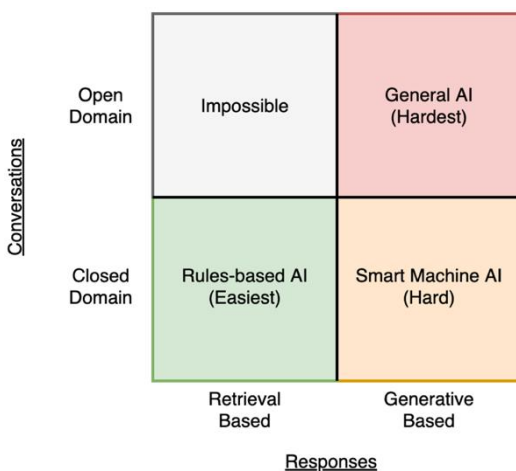 Open
Domain
Impossible
General AI
(Hardest)
Conversations
Closed
Domain
Rules-based AI
(Easiest)
Smart Machine AI
(Hard)
Retrieval
Based
Generative
Based
Responses